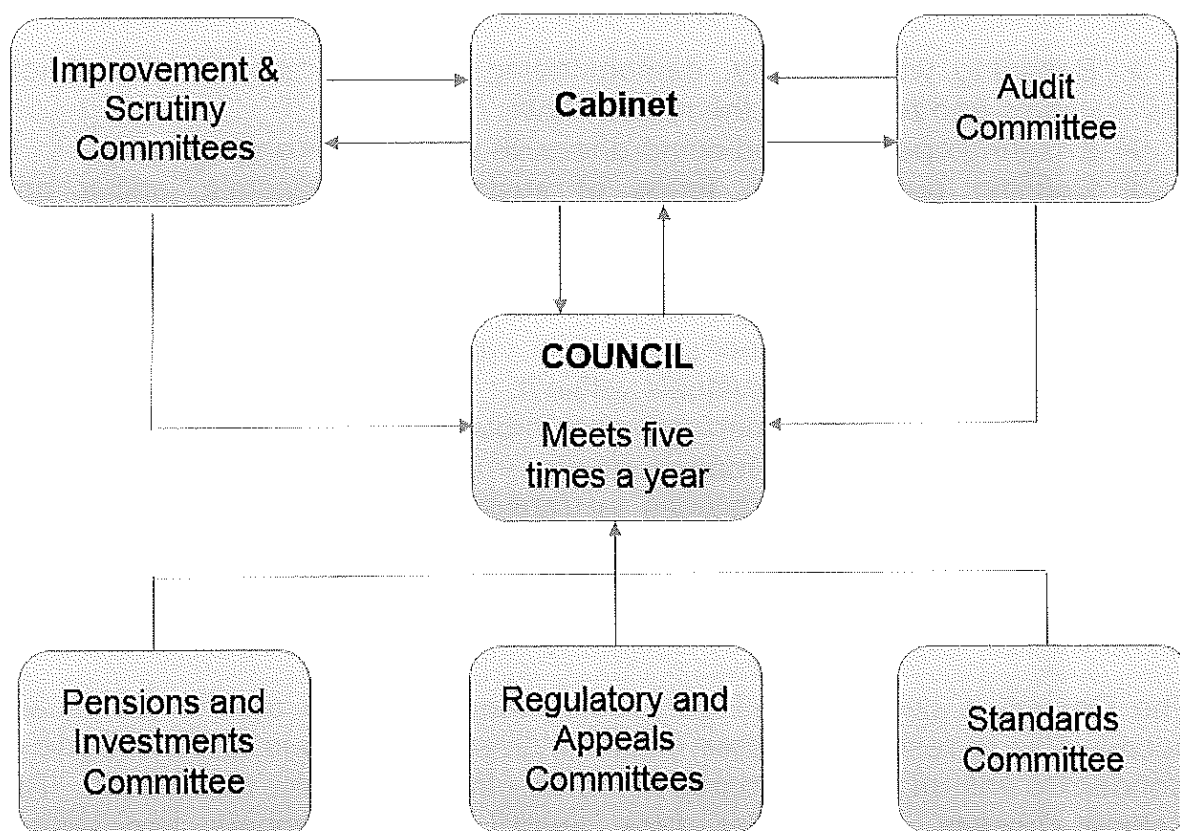 Improvement &
Scrutiny
Committees
Cabinet
Audit
Committee
COUNCIL
Meets five
times a year
Pensions and
Investments
Committee
Regulatory and
Appeals
Committees
Standards
Committee